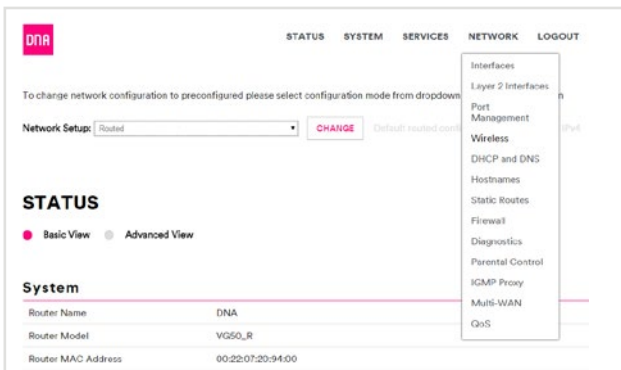 DNA
STATUS SYSTEM SERVICES NETWORK LOGOUT
Interfaces
Layer 2 Interfaces
Port
Management
Wireless
DHCP and DNS
Hostnames
Static Routes
Firewall
Diagnostics
Parental Control
IGMP Proxy
Multi-WAN
QoS
To change network configuration to preconfigured please select configuration mode from dropdown
Network Setup: Routed CHANGE Default routed IPv4
STATUS
Basic View Advanced View
System
Router Name DNA
Router Model VG50_R
Router MAC Address 00:22:07:20:94:00